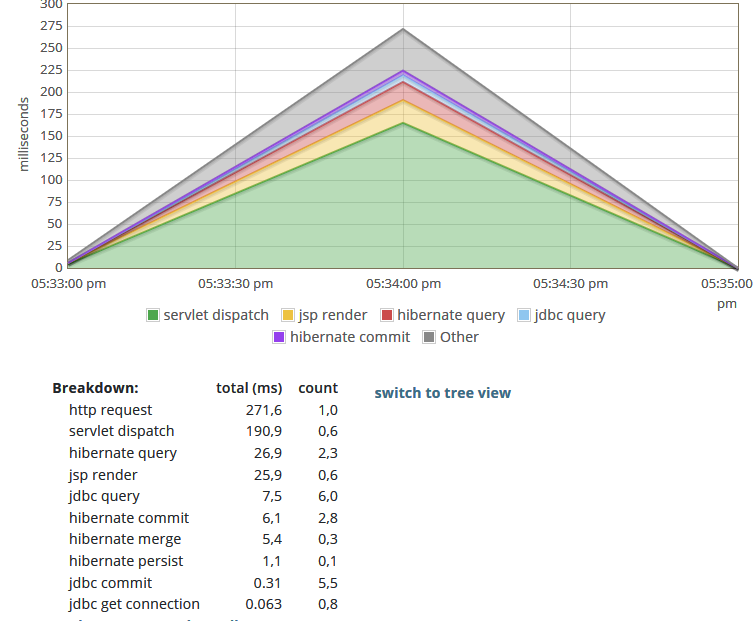 300
275
250
225
200
175
150
125
100
75
50
25
0
milliseconds
05:33:00 pm 05:33:30 pm 05:34:00 pm 05:34:30 pm 05:35:00 pm
servlet dispatch jsp render hibernate query jdbc query
hibernate commit Other
Breakdown: total (ms) count switch to tree view
http request 271,6 1,0
servlet dispatch 190,9 0,6
hibernate query 26,9 2,3
jsp render 25,9 0,6
jdbc query 7,5 6,0
hibernate commit 6,1 2,8
hibernate merge 5,4 0,3
hibernate persist 1,1 0,1
jdbc commit 0.31 5,5
jdbc get connection 0.063 0,8